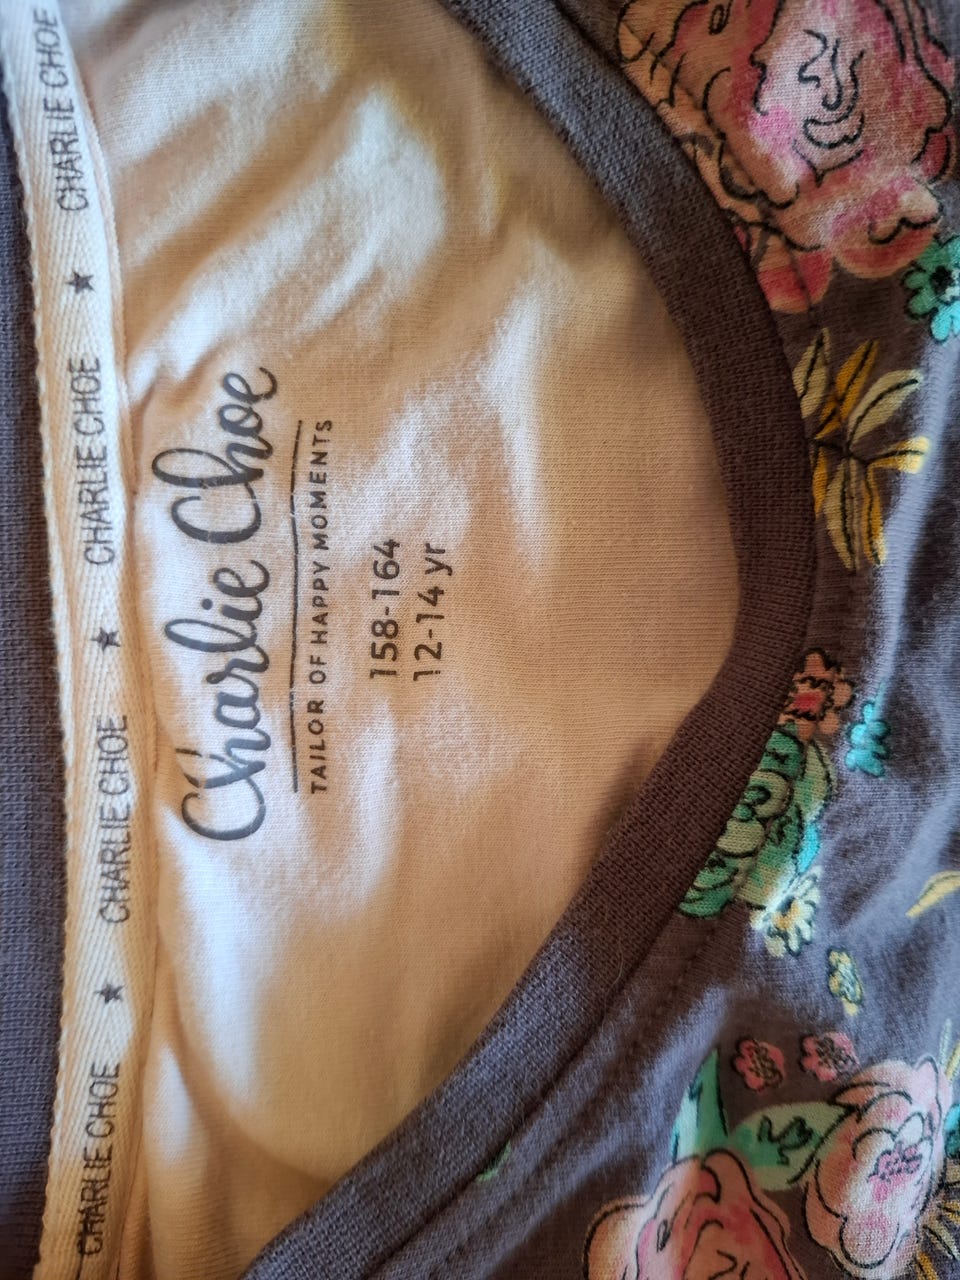 CHARLIE CHOE ★ CHARLIE CHOE ★ CHARLIE CHOE ★ CHARLIE CHOE
Charlie Choe
TAILOR OF HAPPY MOMENTS
158-164
12-14 yr